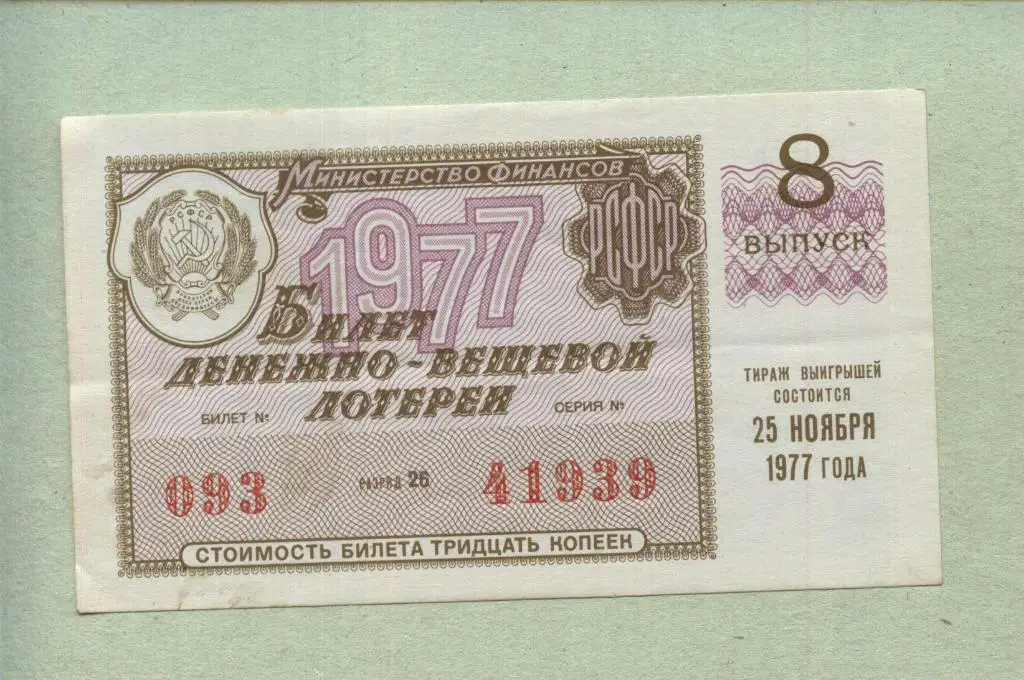 Министерство финансов
РСФСР
1977
РСФСР
Билет
денежно-вещевой
лотереи
БИЛЕТ №
СЕРИЯ №
093
РАЗРЯД 26
41939
СТОИМОСТЬ БИЛЕТА ТРИДЦАТЬ КОПЕЕК
8
ВЫПУСК
ТИРАЖ ВЫИГРЫШЕЙ
СОСТОИТСЯ
25 НОЯБРЯ
1977 ГОДА